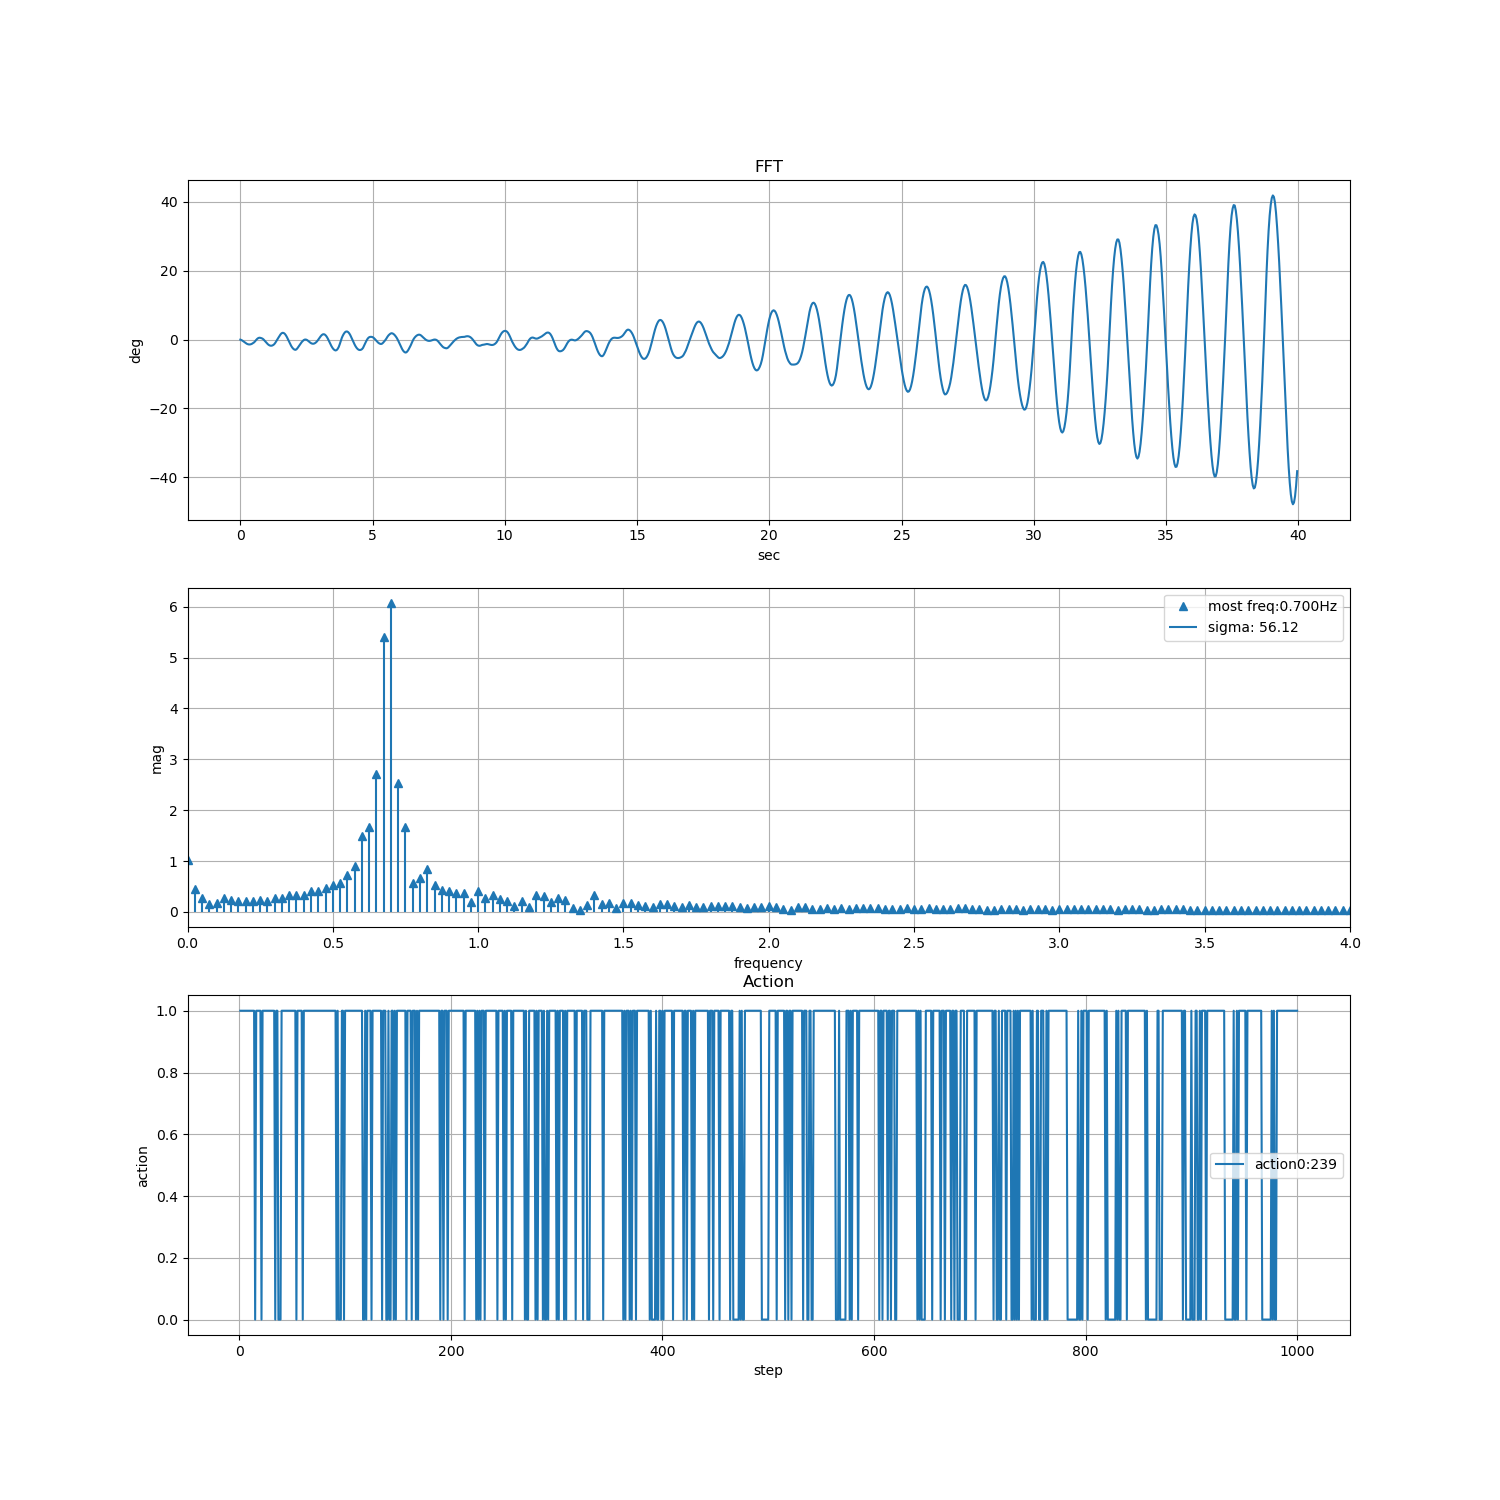 FFT
40
20
0
−20
−40
deg
0 5 10 15 20 25 30 35 40
sec
most freq:0.700Hz
sigma: 56.12
6
5
4
3
2
1
0
mag
0.0 0.5 1.0 1.5 2.0 2.5 3.0 3.5 4.0
frequency
Action
1.0
0.8
0.6
0.4
0.2
0.0
action
action0:239
0 200 400 600 800 1000
step